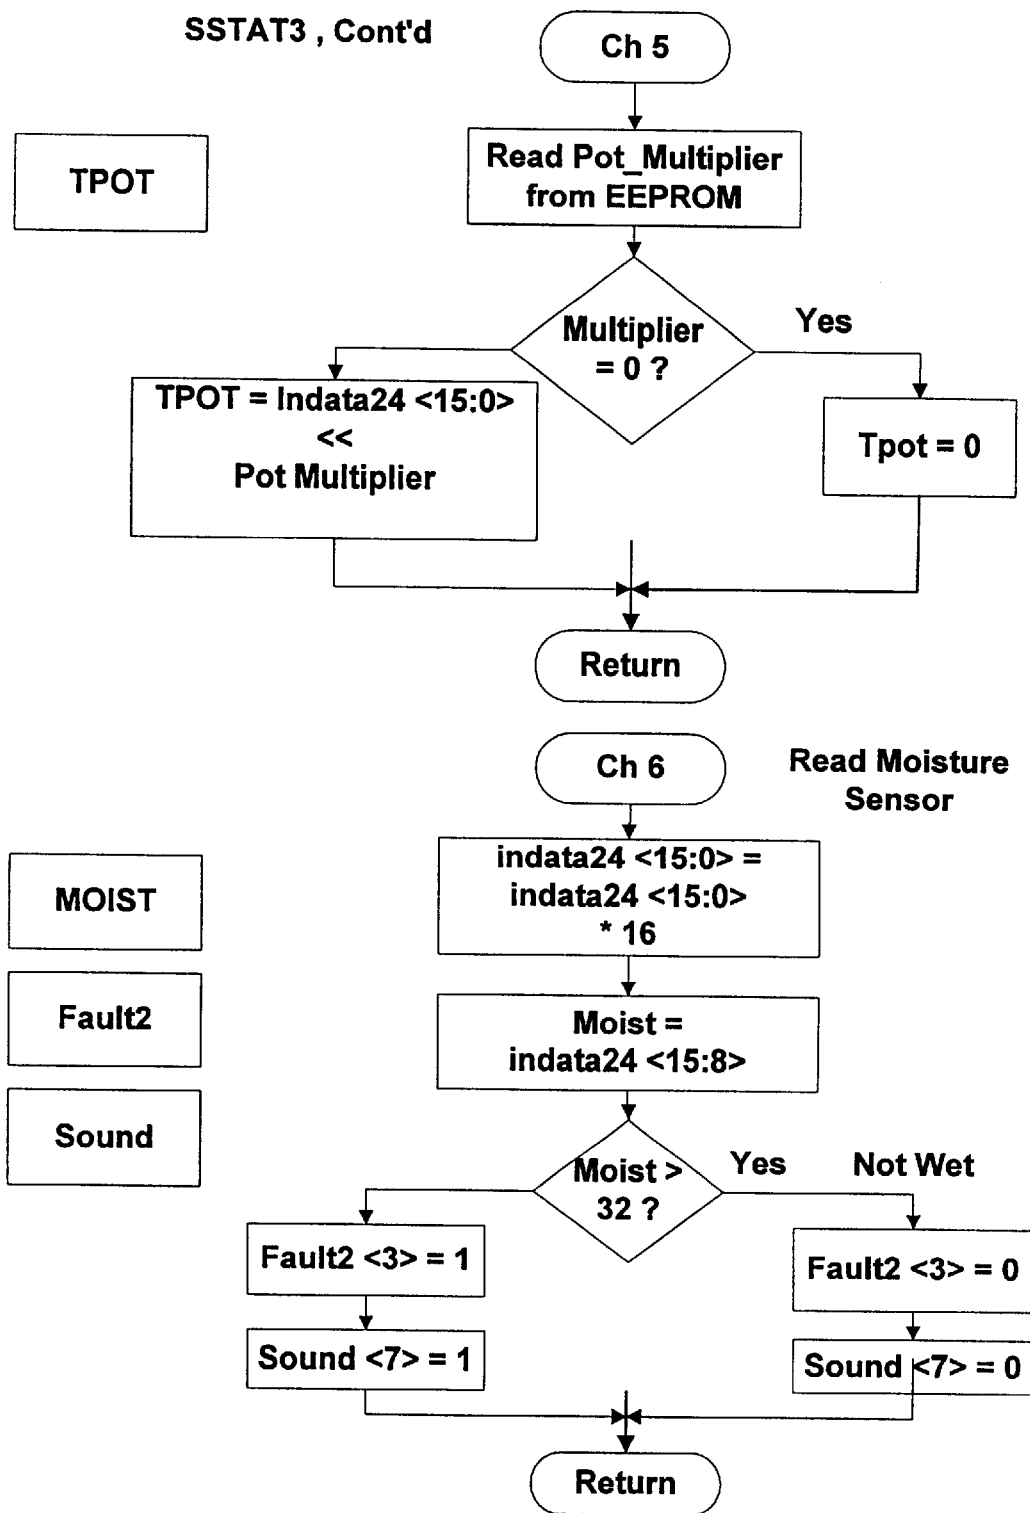 SSTAT3 , Cont'd
Ch 5
TPOT
Read Pot_Multiplier
from EEPROM
Multiplier
= 0 ?
Yes
TPOT = Indata24 <15:0>
<<
Pot Multiplier
Tpot = 0
Return
Ch 6
Read Moisture
Sensor
indata24 <15:0> =
indata24 <15:0>
* 16
MOIST
Moist =
indata24 <15:8>
Fault2
Sound
Moist >
32 ?
Yes
Not Wet
Fault2 <3> = 1
Fault2 <3> = 0
Sound <7> = 1
Sound <7> = 0
Return